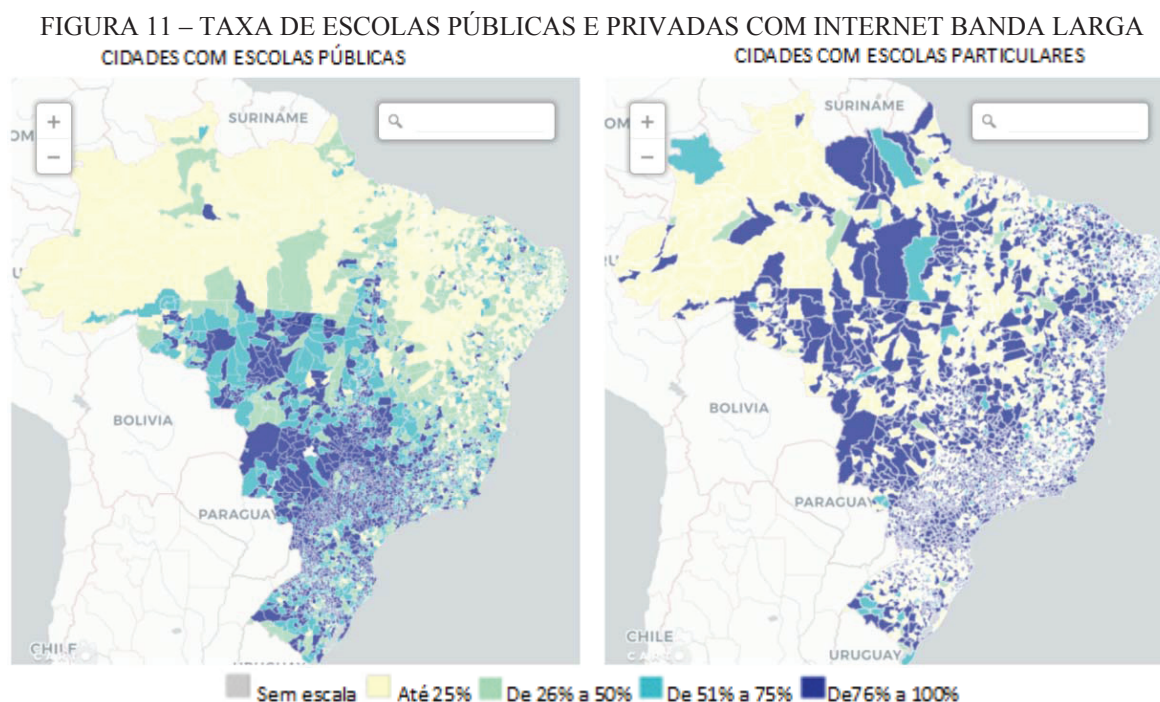 FIGURA 11 – TAXA DE ESCOLAS PÚBLICAS E PRIVADAS COM INTERNET BANDA LARGA
CIDADES COM ESCOLAS PÚBLICAS
CIDADES COM ESCOLAS PARTICULARES
+
−
SURINAME
BOLIVIA
PARAGUAY
CHILE
+
−
SURINAME
BOLIVIA
PARAGUAY
CHILE
URUGUAY
Sem escala Até 25% De 26% a 50% De 51% a 75% De76% a 100%